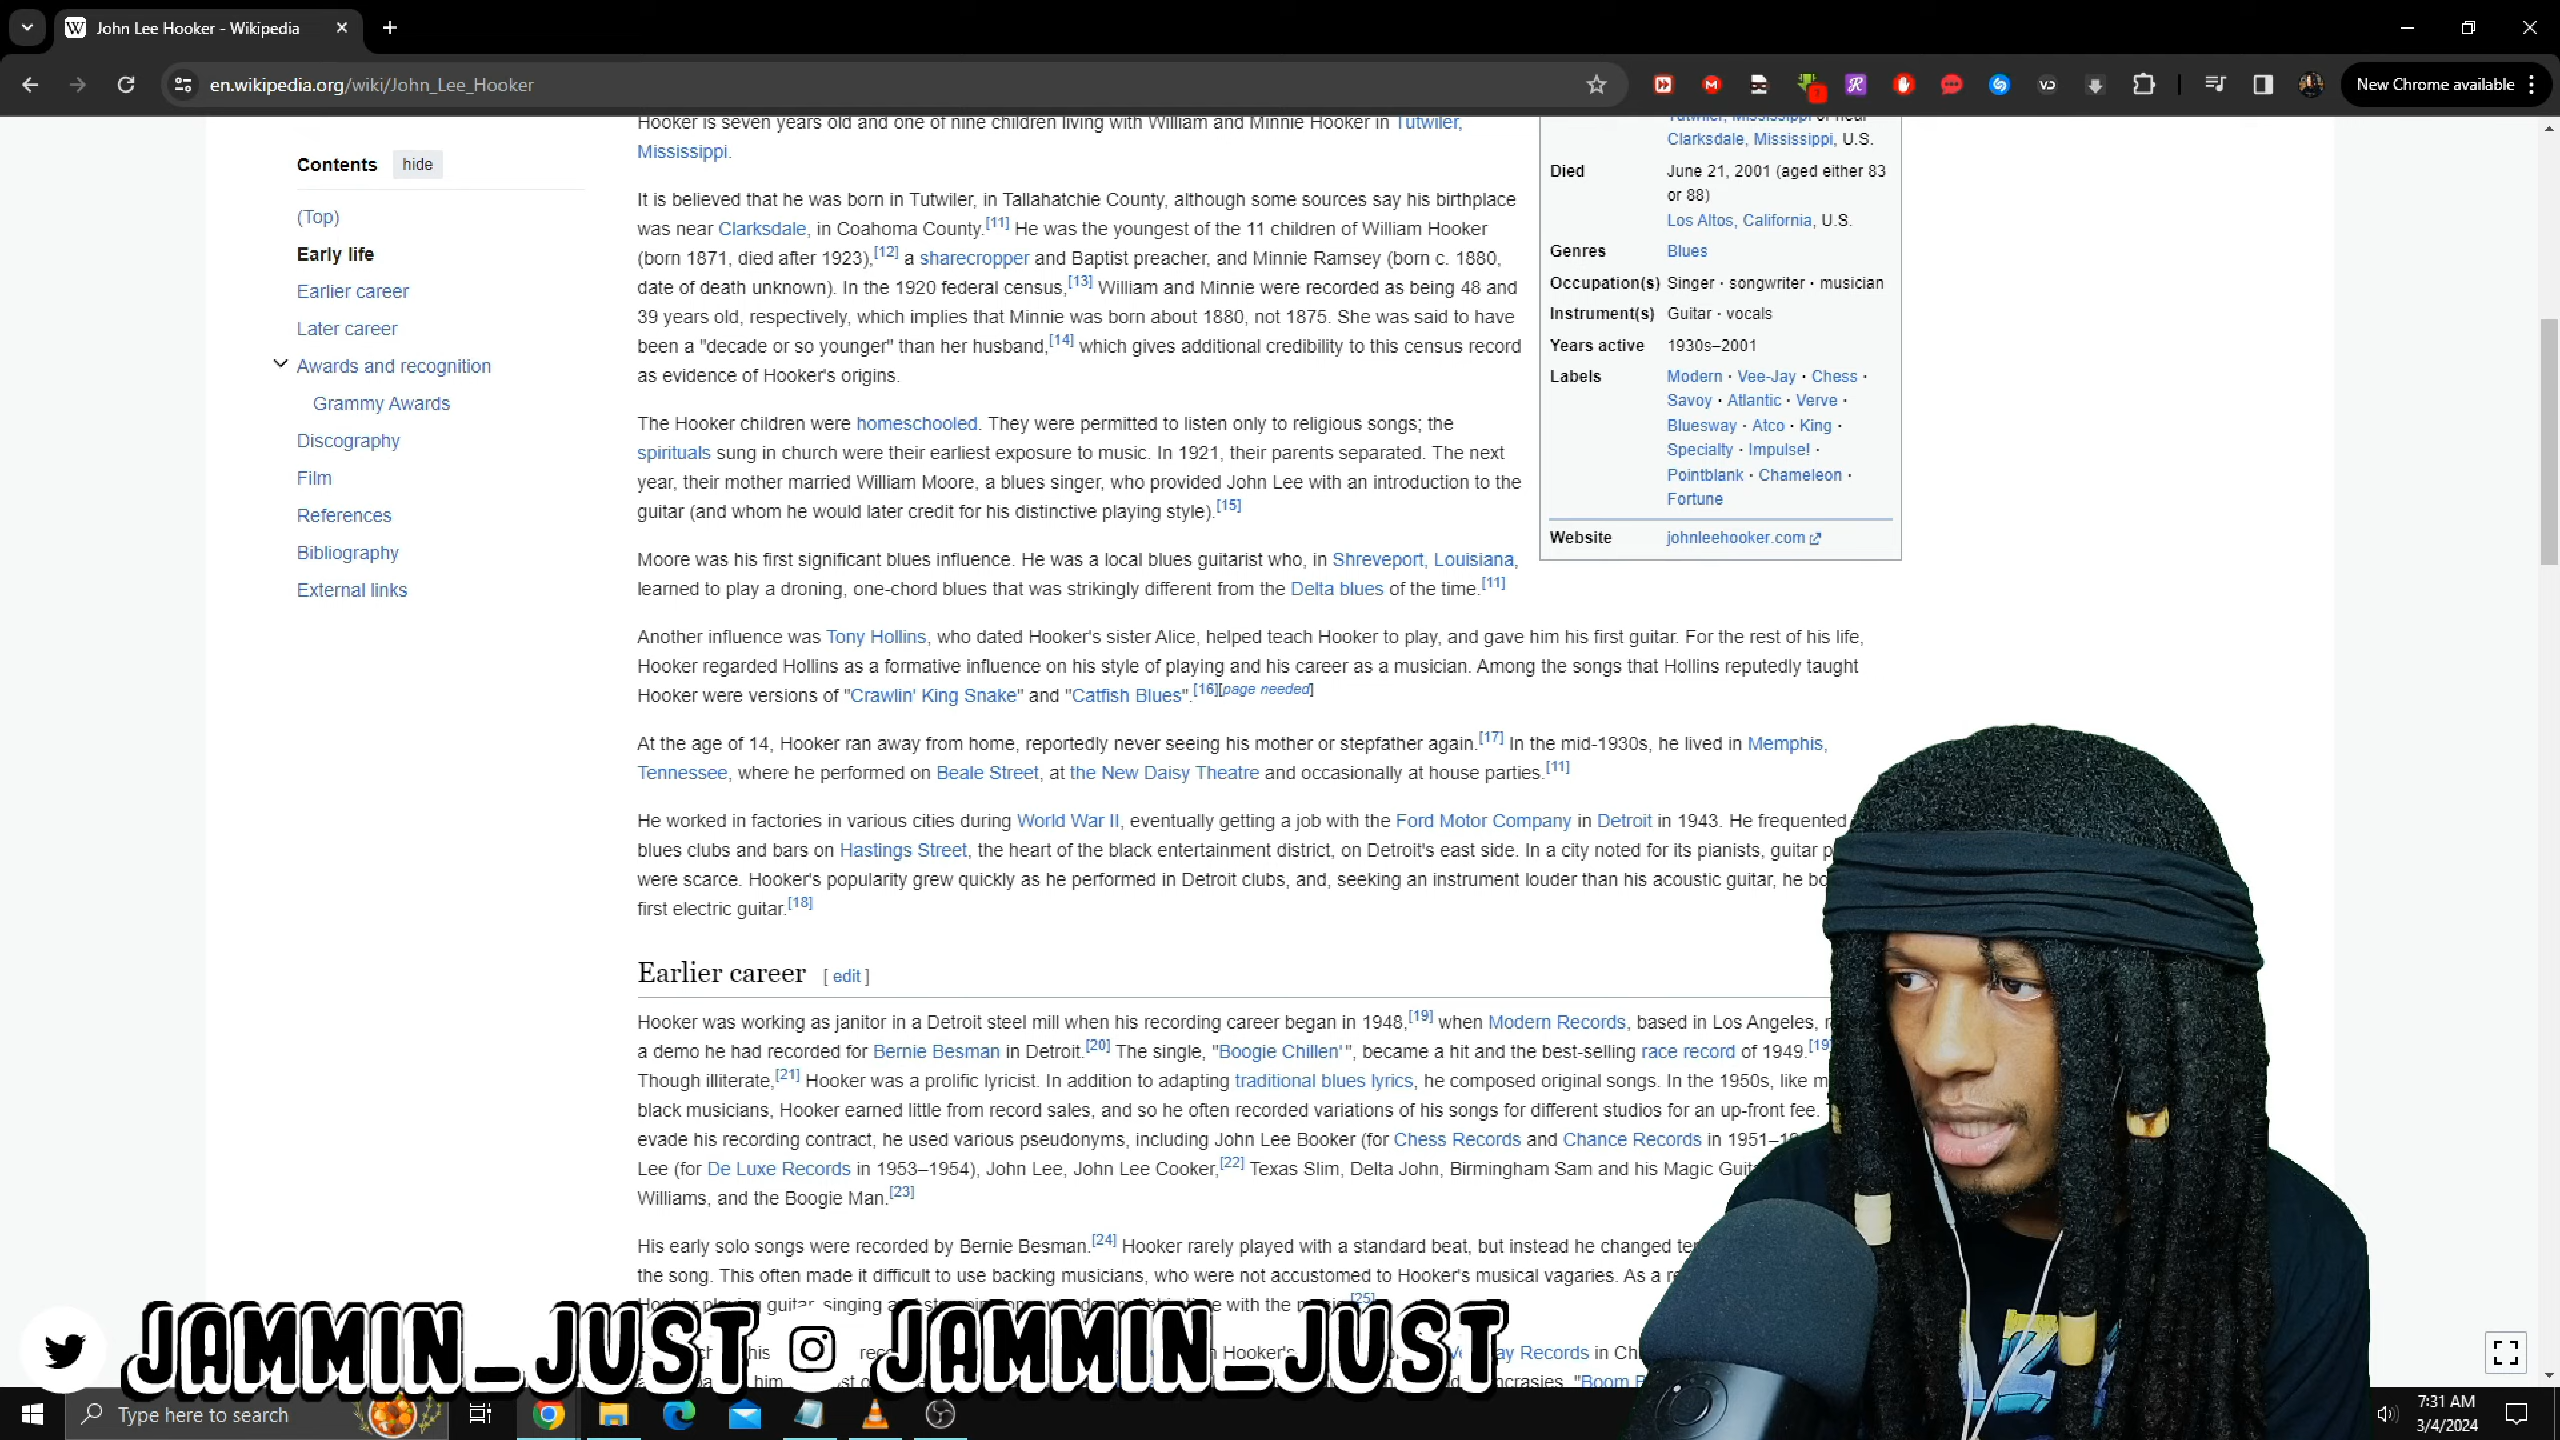 John Lee Hooker - Wikipedia
en.wikipedia.org/wiki/John_Lee_Hooker
New Chrome available
Contents hide
(Top)
Early life
Earlier career
Later career
Awards and recognition
Grammy Awards
Discography
Film
References
Bibliography
External links
Hooker is seven years old and one of nine children living with William and Minnie Hooker in Tutwiler,
Mississippi.
It is believed that he was born in Tutwiler, in Tallahatchie County, although some sources say his birthplace
was near Clarksdale, in Coahoma County.[11] He was the youngest of the 11 children of William Hooker
(born 1871, died after 1923),[12] a sharecropper and Baptist preacher, and Minnie Ramsey (born c. 1880,
date of death unknown). In the 1920 federal census,[13] William and Minnie were recorded as being 48 and
39 years old, respectively, which implies that Minnie was born about 1880, not 1875. She was said to have
been a "decade or so younger" than her husband,[14] which gives additional credibility to this census record
as evidence of Hooker's origins.
The Hooker children were homeschooled. They were permitted to listen only to religious songs; the
spirituals sung in church were their earliest exposure to music. In 1921, their parents separated. The next
year, their mother married William Moore, a blues singer, who provided John Lee with an introduction to the
guitar (and whom he would later credit for his distinctive playing style).[15]
Moore was his first significant blues influence. He was a local blues guitarist who, in Shreveport, Louisiana,
learned to play a droning, one-chord blues that was strikingly different from the Delta blues of the time.[11]
Another influence was Tony Hollins, who dated Hooker's sister Alice, helped teach Hooker to play, and gave him his first guitar. For the rest of his life,
Hooker regarded Hollins as a formative influence on his style of playing and his career as a musician. Among the songs that Hollins reputedly taught
Hooker were versions of "Crawlin' King Snake" and "Catfish Blues".[16][page needed]
At the age of 14, Hooker ran away from home, reportedly never seeing his mother or stepfather again.[17] In the mid-1930s, he lived in Memphis,
Tennessee, where he performed on Beale Street, at the New Daisy Theatre and occasionally at house parties.[11]
He worked in factories in various cities during World War II, eventually getting a job with the Ford Motor Company in Detroit in 1943. He frequented
blues clubs and bars on Hastings Street, the heart of the black entertainment district, on Detroit's east side. In a city noted for its pianists, guitar
were scarce. Hooker's popularity grew quickly as he performed in Detroit clubs, and, seeking an instrument louder than his acoustic guitar, he
first electric guitar.[18]
Earlier career [ edit ]
Hooker was working as janitor in a Detroit steel mill when his recording career began in 1948,[19] when Modern Records, based in Los Angeles,
a demo he had recorded for Bernie Besman in Detroit.[20] The single, "Boogie Chillen'", became a hit and the best-selling race record of 1949.[19]
Though illiterate,[21] Hooker was a prolific lyricist. In addition to adapting traditional blues lyrics, he composed original songs. In the 1950s, like
black musicians, Hooker earned little from record sales, and so he often recorded variations of his songs for different studios for an up-front fee.
evade his recording contract, he used various pseudonyms, including John Lee Booker (for Chess Records and Chance Records in 1951–
Lee (for De Luxe Records in 1953–1954), John Lee, John Lee Cooker,[22] Texas Slim, Delta John, Birmingham Sam and his Magic
Williams, and the Boogie Man.[23]
His early solo songs were recorded by Bernie Besman.[24] Hooker rarely played with a standard beat, but instead he changed
the song. This often made it difficult to use backing musicians, who were not accustomed to Hooker's musical vagaries. As a
guitar, singing with the [25]
Hooker's Records in
Clarksdale, Mississippi, U.S.
Died June 21, 2001 (aged either 83
or 88)
Los Altos, California, U.S.
Genres Blues
Occupation(s) Singer · songwriter · musician
Instrument(s) Guitar · vocals
Years active 1930s–2001
Labels Modern · Vee-Jay · Chess ·
Savoy · Atlantic · Verve ·
Bluesway · Atco · King ·
Specialty · Impulse! ·
Pointblank · Chameleon ·
Fortune
Website johnleehooker.com
JAMMIN_JUST JAMMIN_JUST
Type here to search
7:31 AM
3/4/2024